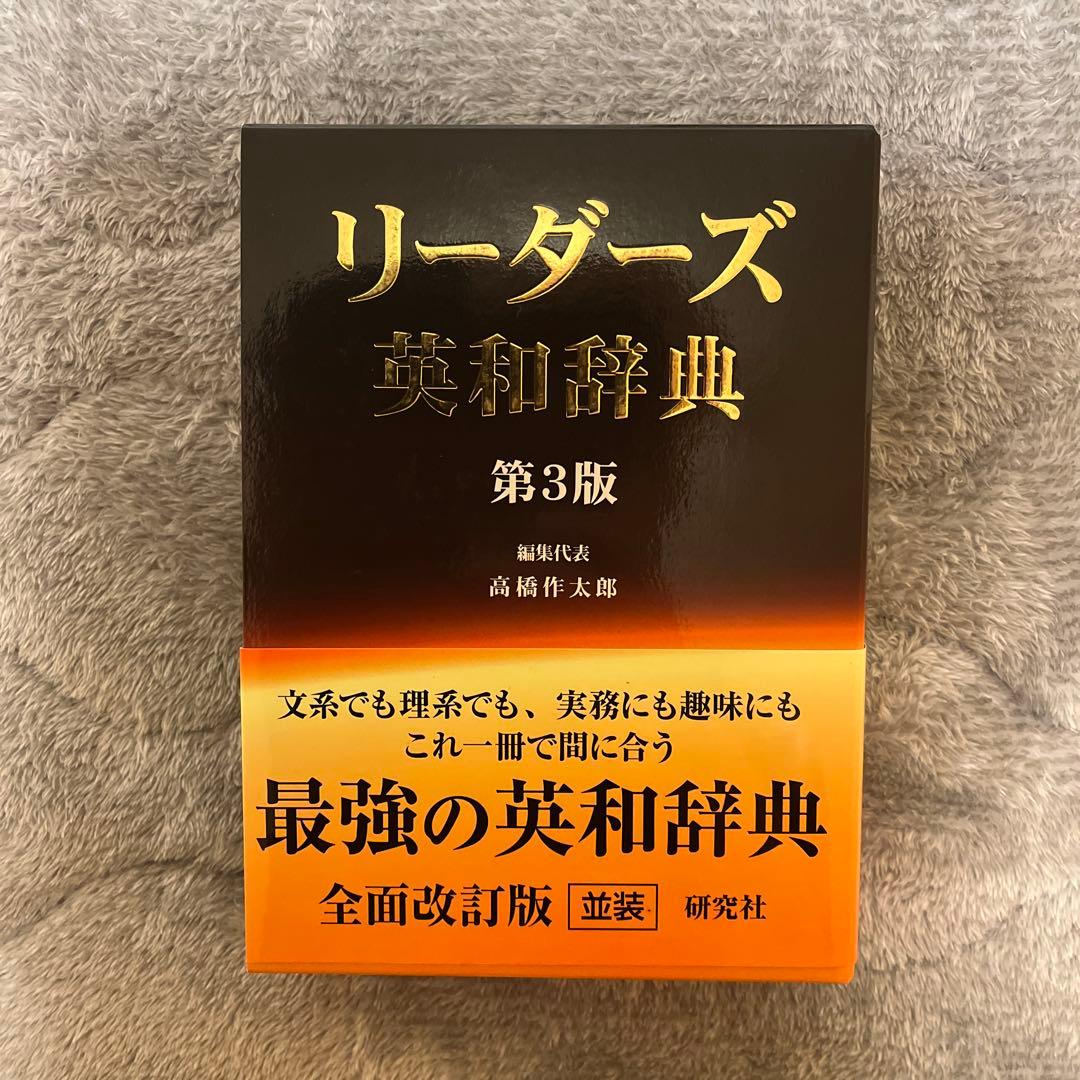 リーダーズ
英和辞典
第3版
編集代表
高橋作太郎
文系でも理系でも、実務にも趣味にも
これ一冊で間に合う
最強の英和辞典
全面改訂版 並装 研究社